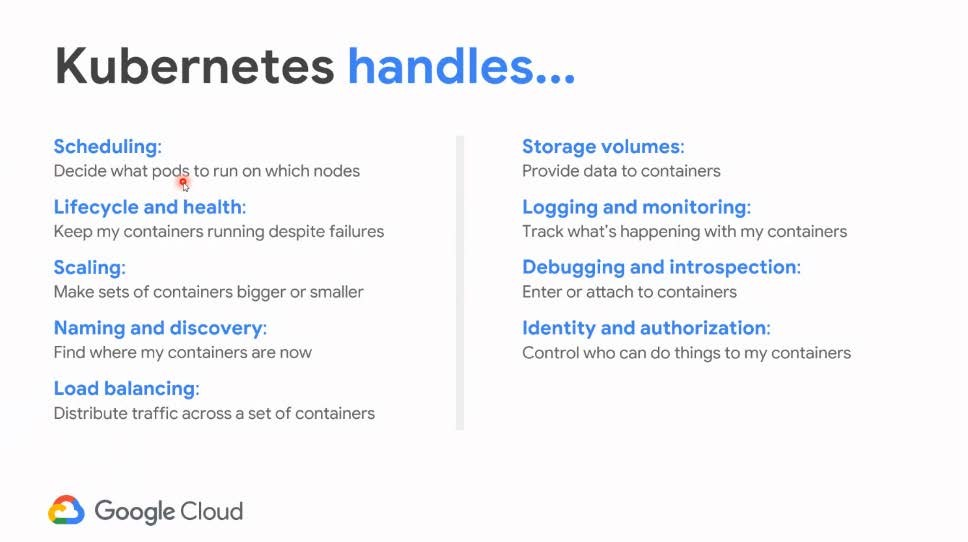 Kubernetes handles...
Scheduling:
Decide what pods to run on which nodes
Lifecycle and health:
Keep my containers running despite failures
Scaling:
Make sets of containers bigger or smaller
Naming and discovery:
Find where my containers are now
Load balancing:
Distribute traffic across a set of containers
Storage volumes:
Provide data to containers
Logging and monitoring:
Track what's happening with my containers
Debugging and introspection:
Enter or attach to containers
Identity and authorization:
Control who can do things to my containers
Google Cloud